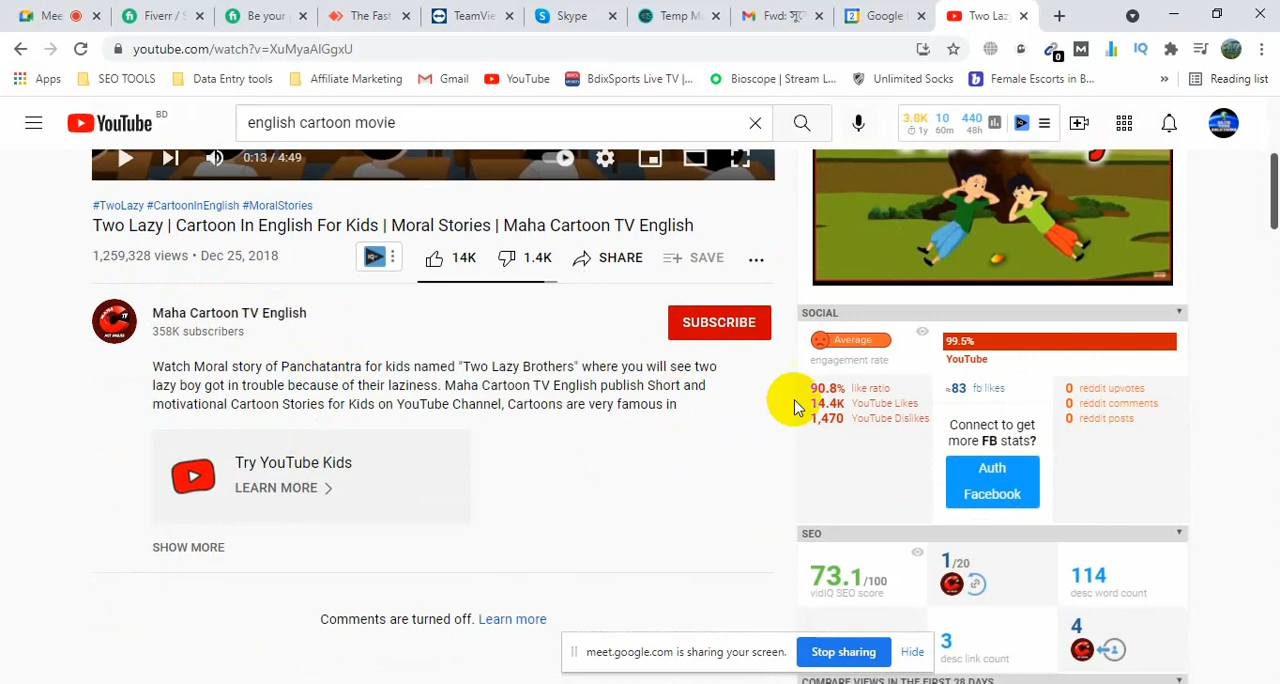 Mee
Fiverr / S
Be your
The Fast
TeamVie
Skype
Temp M
Fwd: সূ
Google
Two Laz
youtube.com/watch?v=XuMyaAIGgxU
0
M
IQ
Apps
SEO TOOLS
Data Entry tools
Affiliate Marketing
Gmail
YouTube
BdixSports Live TV |...
Bioscope | Stream L...
Unlimited Socks
Female Escorts in B...
»
Reading list
YouTube BD
english cartoon movie
3.8K 10 440
1y 60m 48h
0:13 / 4:49
#TwoLazy #CartoonInEnglish #MoralStories
Two Lazy | Cartoon In English For Kids | Moral Stories | Maha Cartoon TV English
1,259,328 views • Dec 25, 2018
14K
1.4K
SHARE
SAVE
Maha Cartoon TV English
358K subscribers
SUBSCRIBE
Watch Moral story of Panchatantra for kids named "Two Lazy Brothers" where you will see two
lazy boy got in trouble because of their laziness. Maha Cartoon TV English publish Short and
motivational Cartoon Stories for Kids on YouTube Channel, Cartoons are very famous in
Try YouTube Kids
LEARN MORE
SHOW MORE
Comments are turned off. Learn more
SOCIAL
Average
engagement rate
99.5%
YouTube
90.8% like ratio
14.4K YouTube Likes
1,470 YouTube Dislikes
≈83 fb likes
Connect to get
more FB stats?
Auth
Facebook
0 reddit upvotes
0 reddit comments
0 reddit posts
SEO
73.1/100
vidIQ SEO score
1/20
114
desc word count
3
desc link count
4
meet.google.com is sharing your screen.
Stop sharing
Hide
COMPARE VIEWS IN THE FIRST 28 DAYS